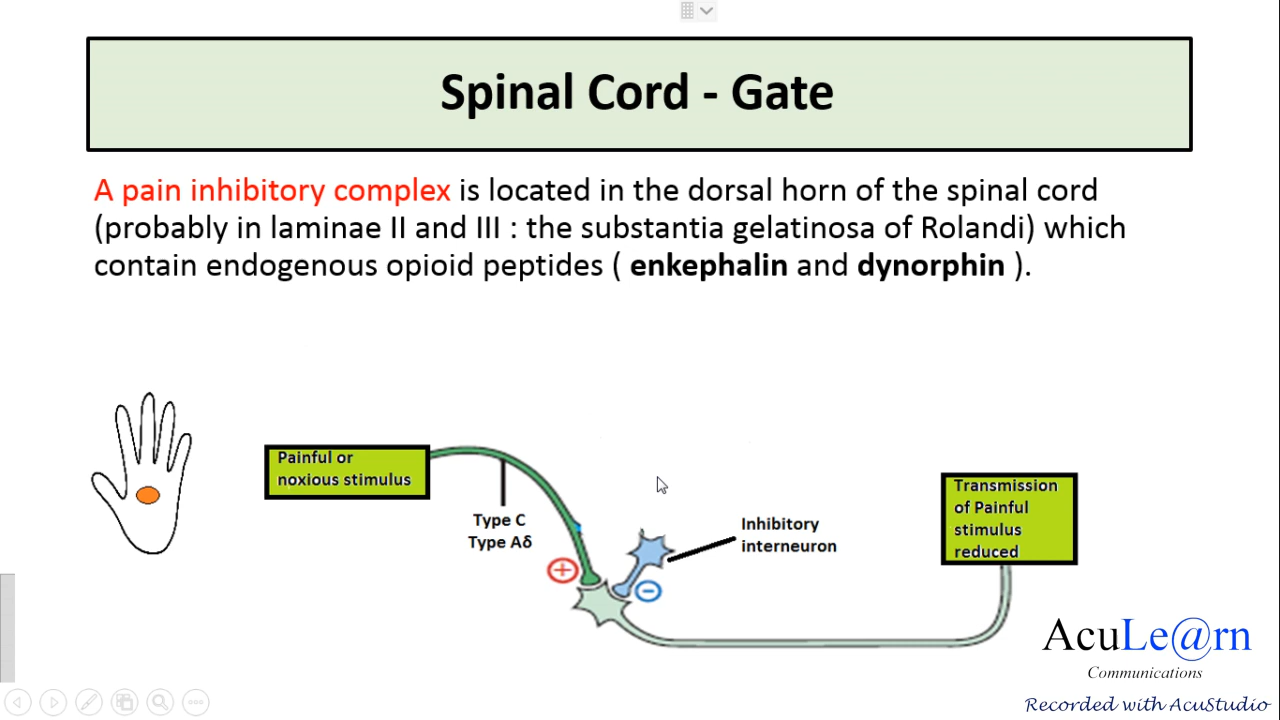 Spinal Cord - Gate
A pain inhibitory complex is located in the dorsal horn of the spinal cord
(probably in laminae II and III : the substantia gelatinosa of Rolandi) which
contain endogenous opioid peptides ( enkephalin and dynorphin ).
Painful or
noxious stimulus
Type C
Type Aδ
+
Inhibitory
interneuron
−
Transmission
of Painful
stimulus
reduced
AcuLe@rn
Communications
Recorded with AcuStudio